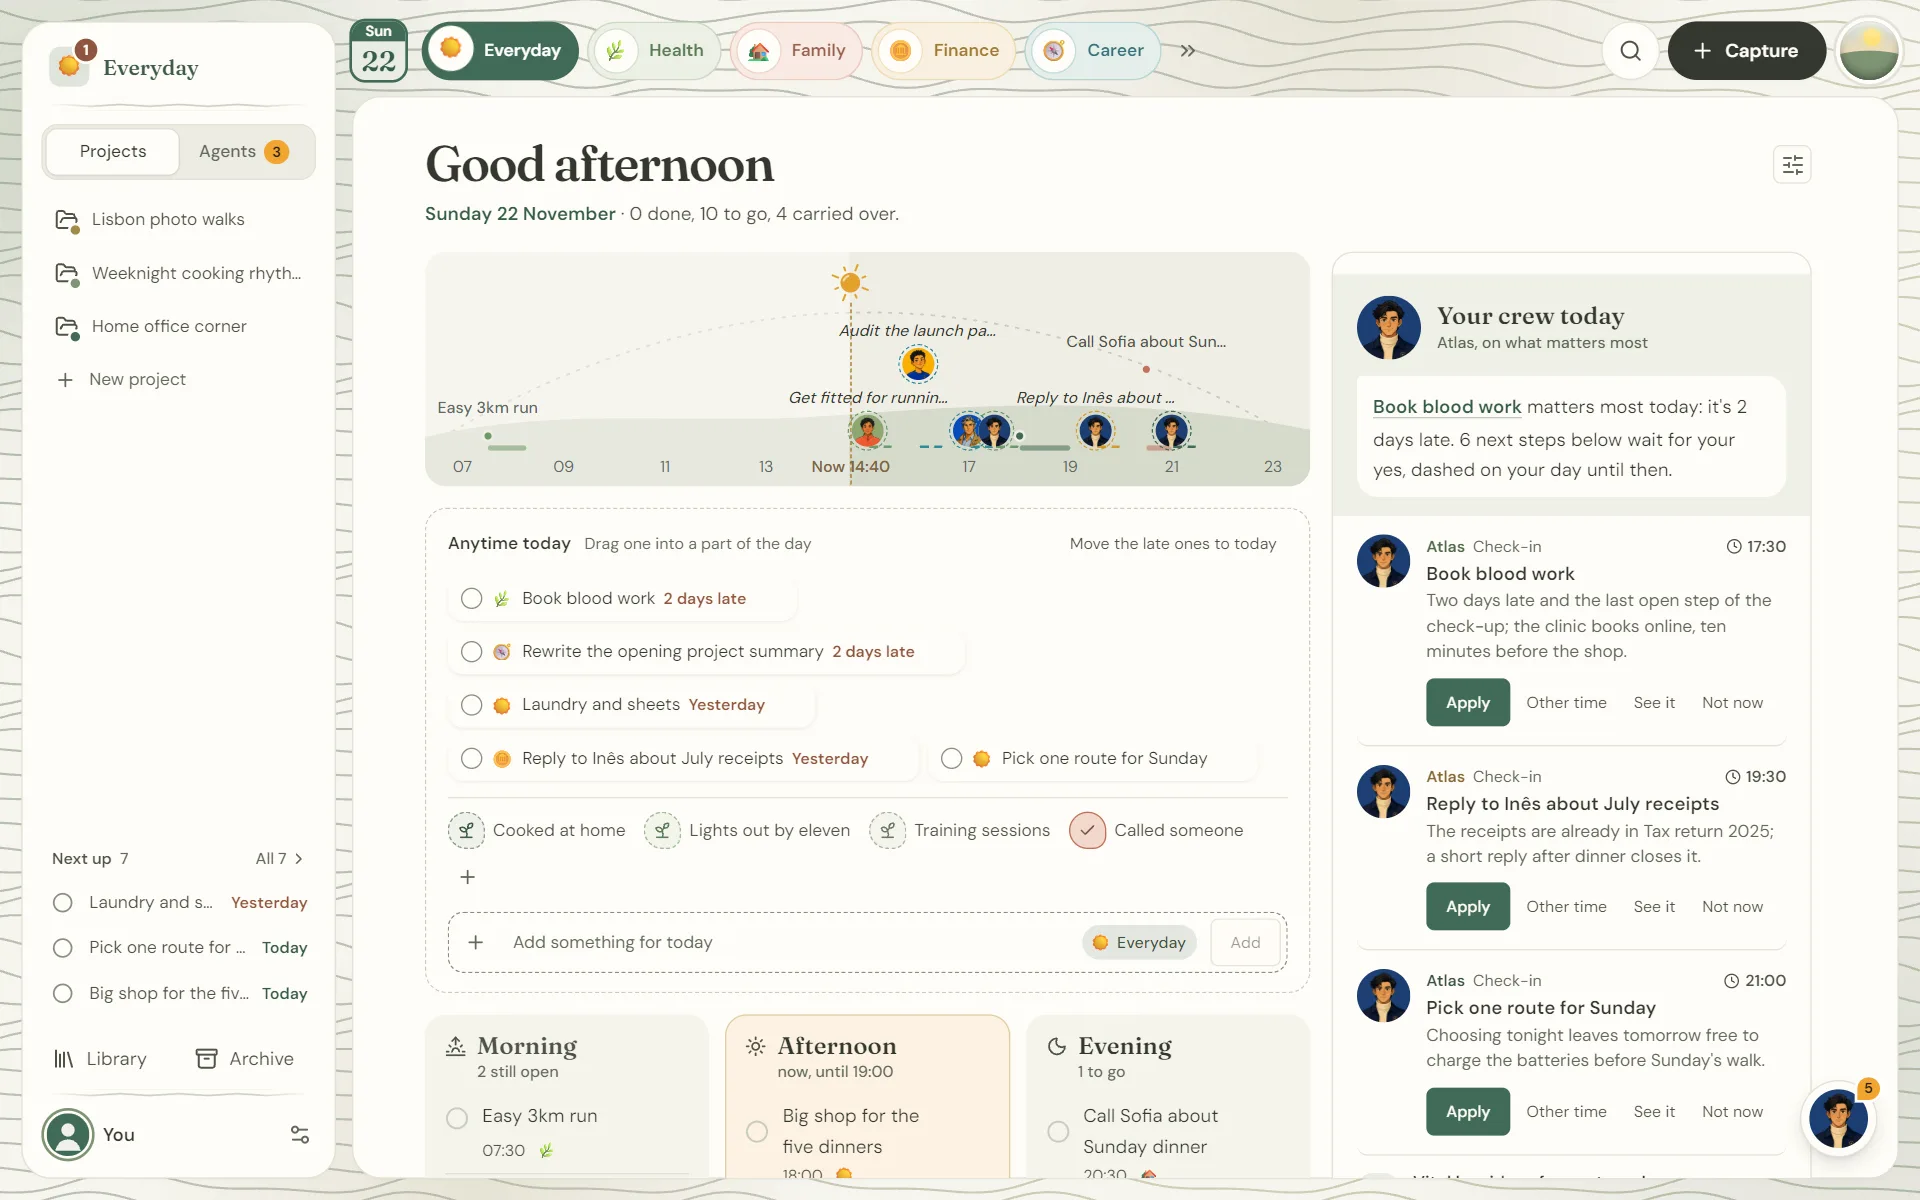 1
Everyday
Projects
Agents 3
Lisbon photo walks
Weeknight cooking rhyth...
Home office corner
New project
Next up 7
All 7
Laundry and s... Yesterday
Pick one route for ... Today
Big shop for the fiv... Today
Library
Archive
You
Sun
22
Everyday
Health
Family
Finance
Career
Capture
Good afternoon
Sunday 22 November · 0 done, 10 to go, 4 carried over.
Audit the launch pa...
Call Sofia about Sun...
Get fitted for runnin...
Reply to Inês about ...
Easy 3km run
07 09 11 13 Now 14:40 17 19 21 23
Anytime today Drag one into a part of the day
Move the late ones to today
Book blood work 2 days late
Rewrite the opening project summary 2 days late
Laundry and sheets Yesterday
Reply to Inês about July receipts Yesterday
Pick one route for Sunday
Cooked at home
Lights out by eleven
Training sessions
Called someone
Add something for today
Everyday
Add
Morning
2 still open
Easy 3km run
07:30
Afternoon
now, until 19:00
Big shop for the
five dinners
18:00
Evening
1 to go
Call Sofia about
Sunday dinner
20:30
Your crew today
Atlas, on what matters most
Book blood work matters most today: it's 2
days late. 6 next steps below wait for your
yes, dashed on your day until then.
Atlas Check-in 17:30
Book blood work
Two days late and the last open step of the
check-up; the clinic books online, ten
minutes before the shop.
Apply Other time See it Not now
Atlas Check-in 19:30
Reply to Inês about July receipts
The receipts are already in Tax return 2025;
a short reply after dinner closes it.
Apply Other time See it Not now
Atlas Check-in 21:00
Pick one route for Sunday
Choosing tonight leaves tomorrow free to
charge the batteries before Sunday's walk.
Apply Other time See it Not now
5